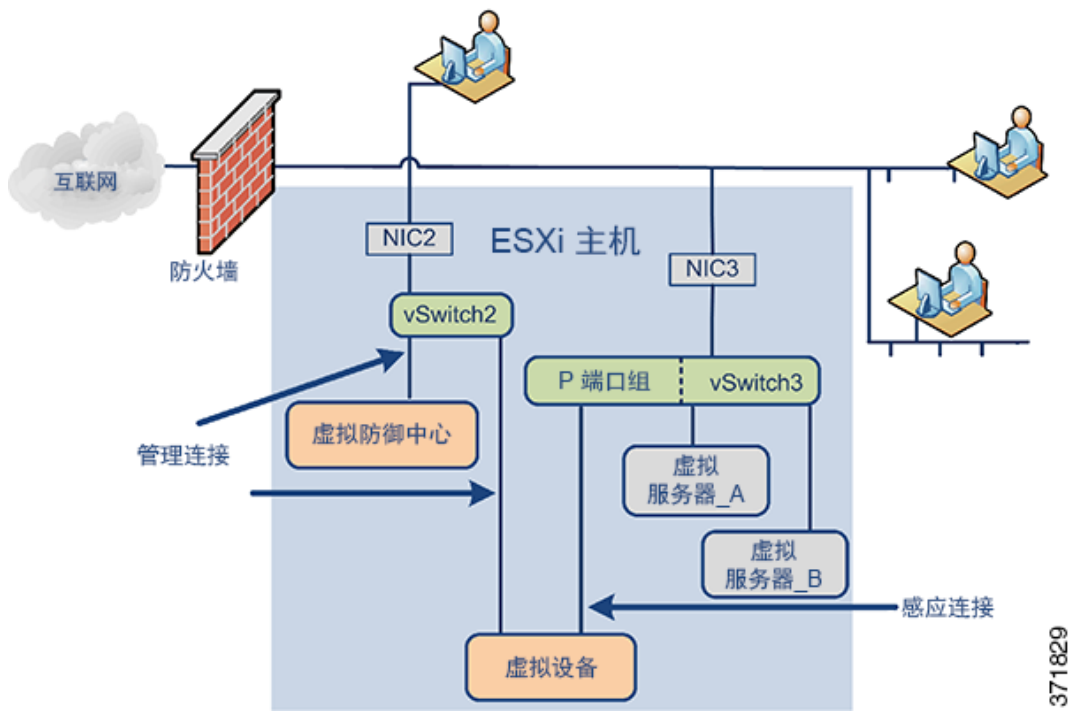 互联网
防火墙
NIC2
ESXi 主机
NIC3
vSwitch2
P 端口组
vSwitch3
虚拟防御中心
管理连接
虚拟
服务器_A
虚拟
服务器_B
感应连接
虚拟设备
371829